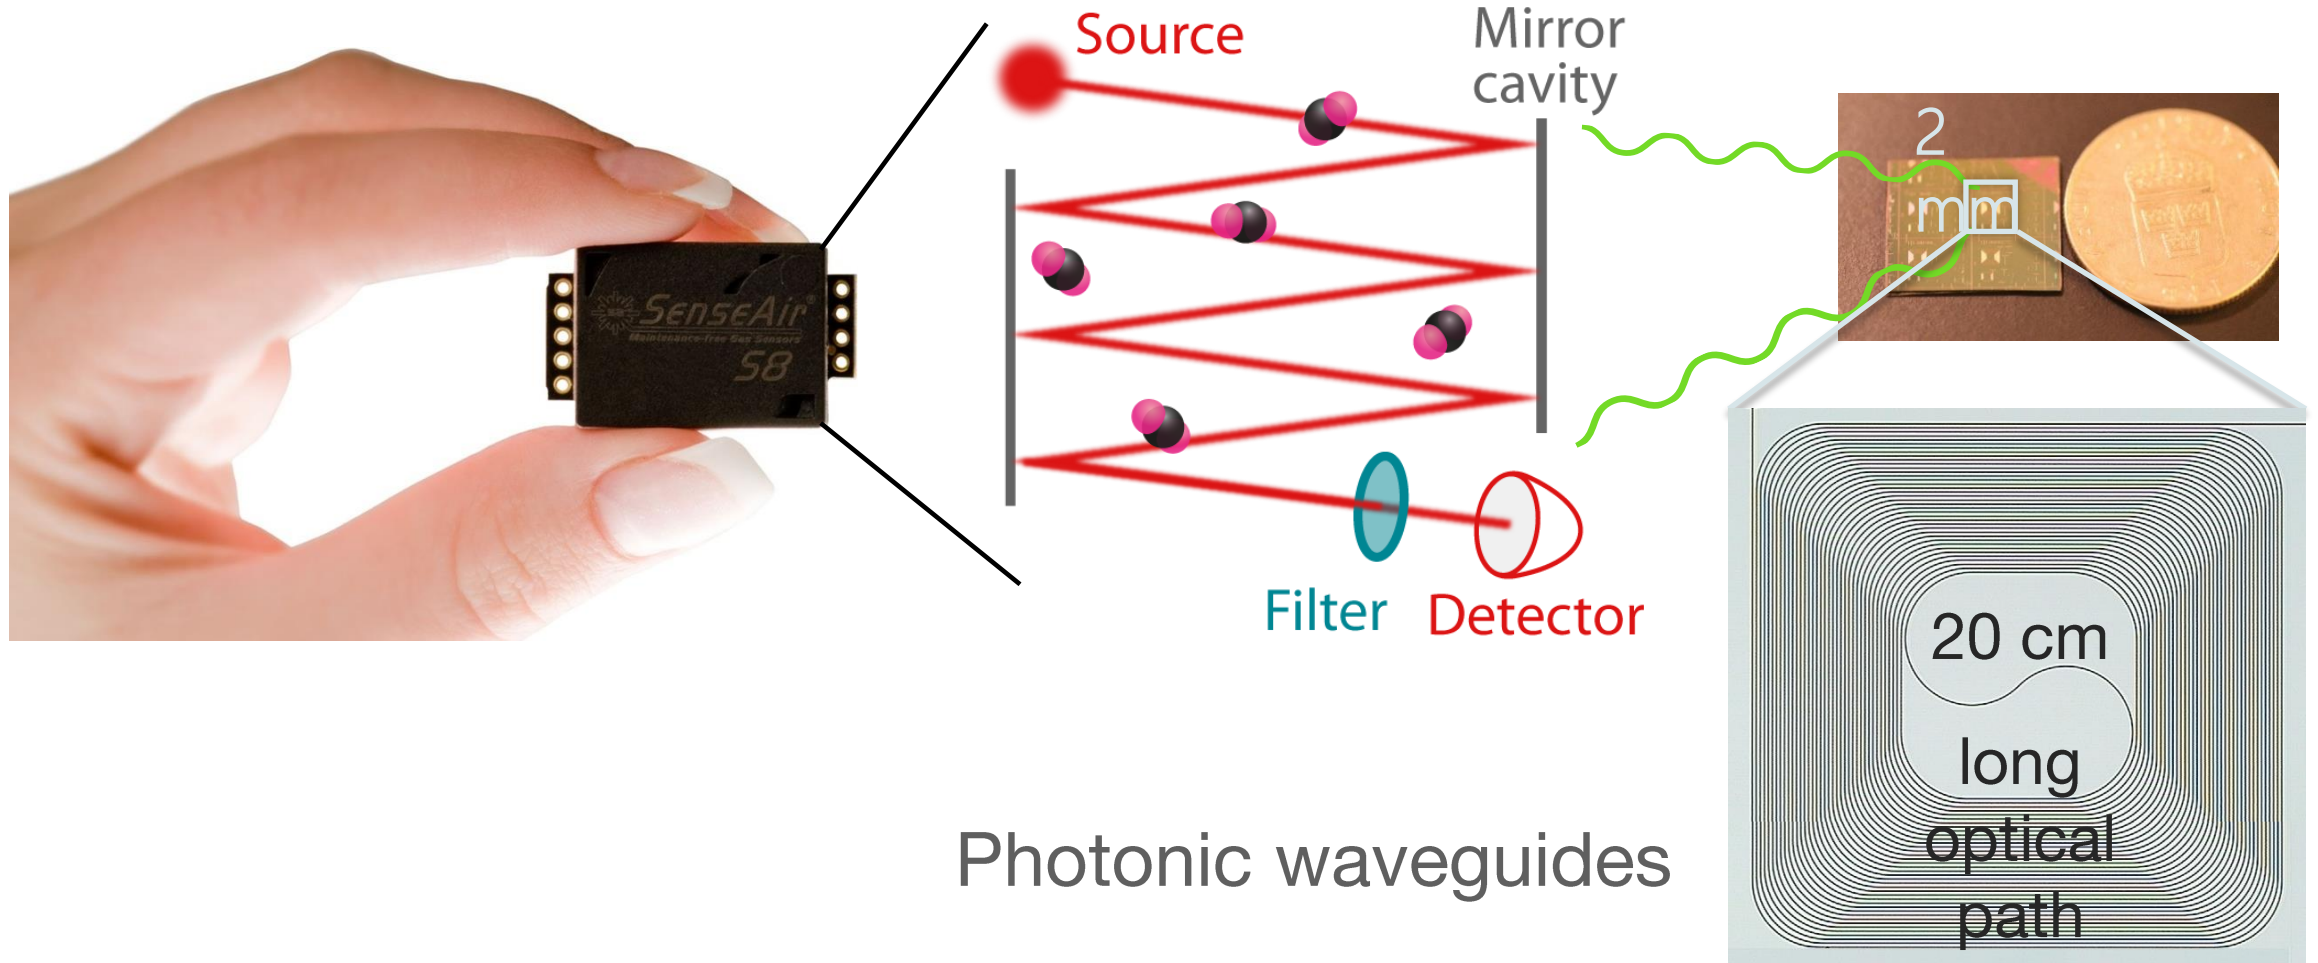 Source
Mirror
cavity
2
mm
SenseAir®
Maintenance-free Gas Sensors
S8
Filter
Detector
20 cm
long
optical
path
Photonic waveguides